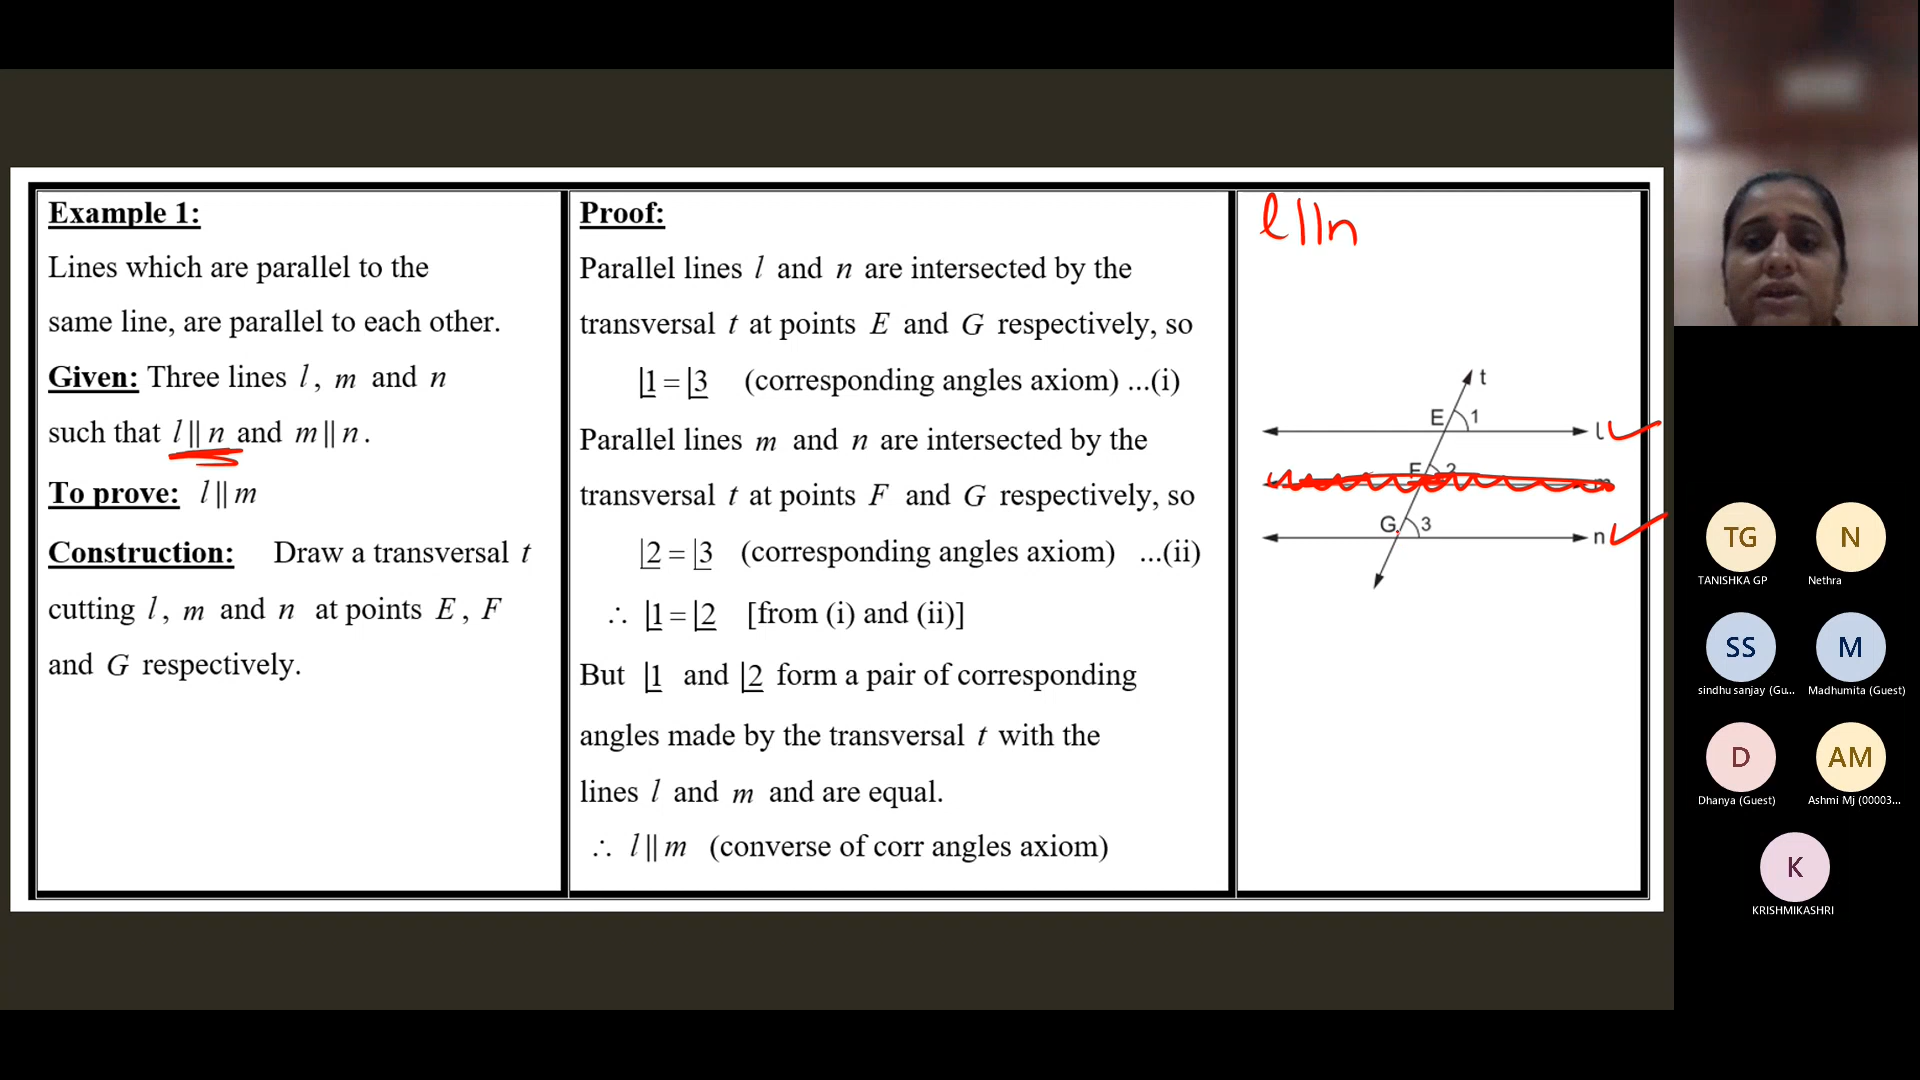 Example 1:
Lines which are parallel to the
same line, are parallel to each other.
Given: Three lines l, m and n
such that l || n and m || n.
To prove: l || m
Construction: Draw a transversal t
cutting l, m and n at points E, F
and G respectively.
Proof:
Parallel lines l and n are intersected by the
transversal t at points E and G respectively, so
|1 = |3 (corresponding angles axiom) ...(i)
Parallel lines m and n are intersected by the
transversal t at points F and G respectively, so
|2 = |3 (corresponding angles axiom) ...(ii)
∴ |1 = |2 [from (i) and (ii)]
But |1 and |2 form a pair of corresponding
angles made by the transversal t with the
lines l and m and are equal.
∴ l || m (converse of corr angles axiom)
l || n
t
E 1
l
F 2
G 3
n
TG
TANISHKA GP
N
Nethra
SS
sindhu sanjay (Gu...
M
Madhumita (Guest)
D
Dhanya (Guest)
AM
Ashmi Mj (00003...
K
KRISHMIKASHRI